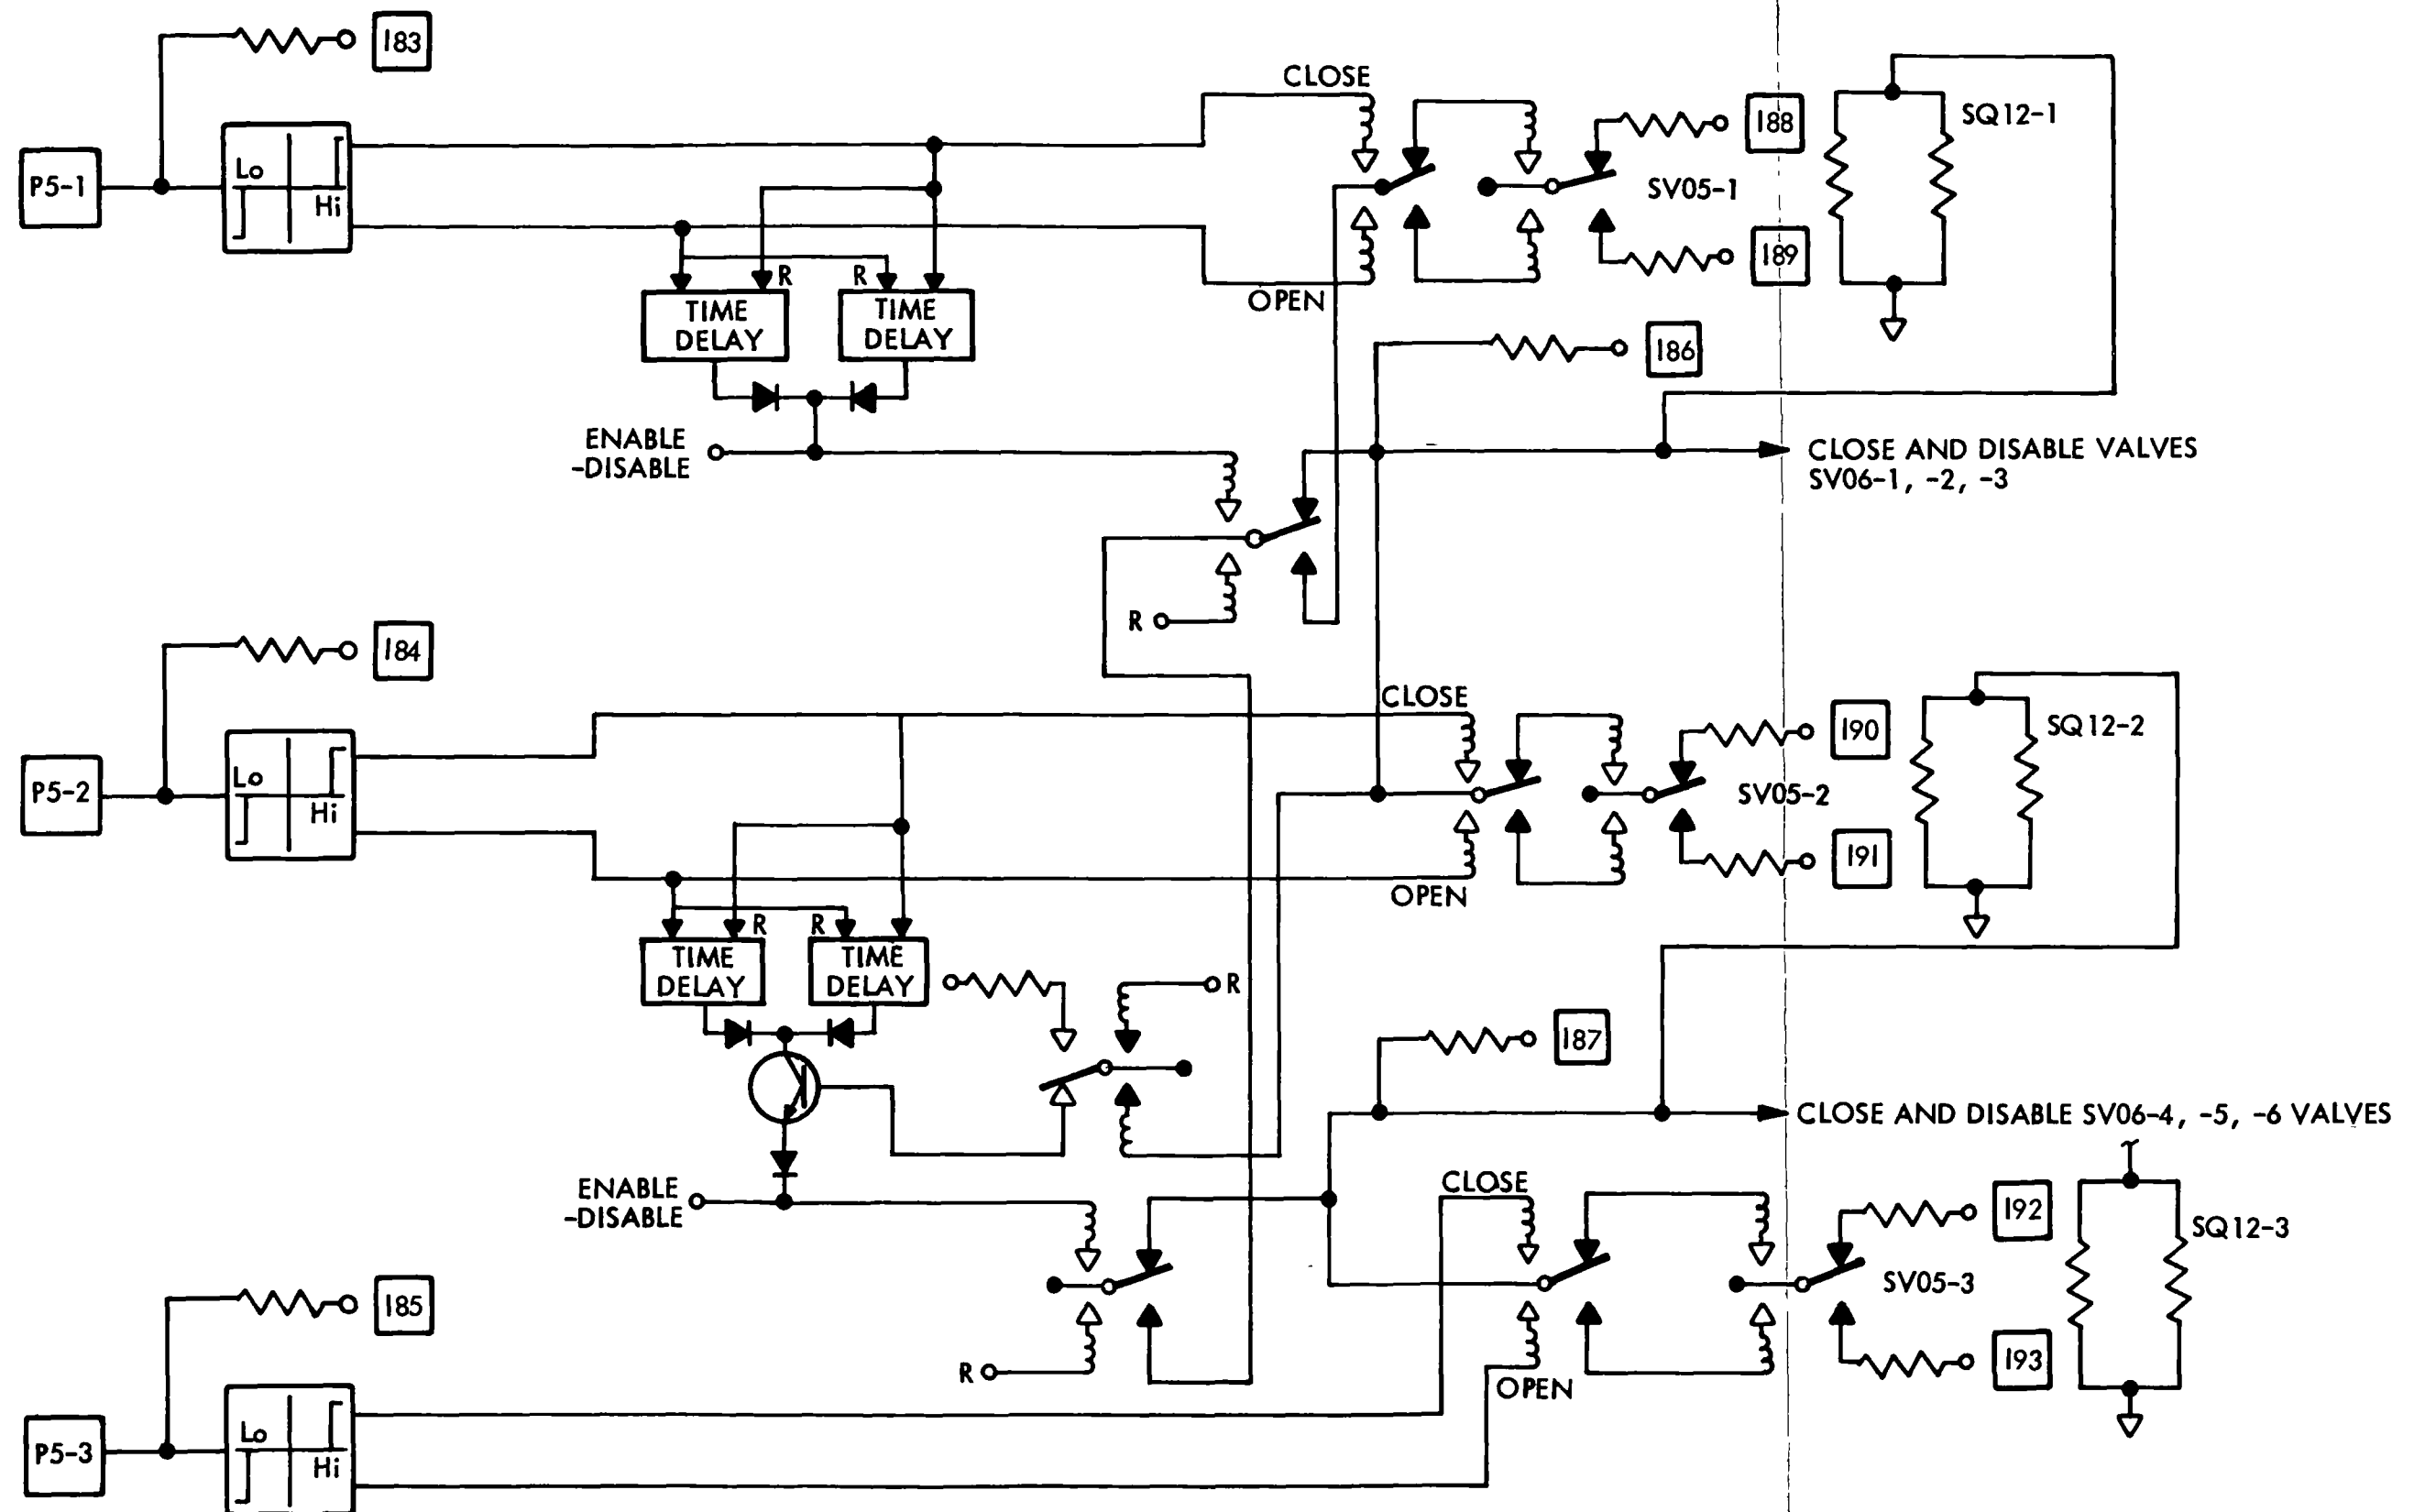 183
CLOSE
188
SQ12-1
P5-1
Lo
Hi
SV05-1
189
R
R
OPEN
TIME
DELAY
TIME
DELAY
186
ENABLE
-DISABLE
CLOSE AND DISABLE VALVES
SV06-1, -2, -3
R
184
CLOSE
190
SQ12-2
P5-2
Lo
Hi
SV05-2
191
OPEN
R
R
TIME
DELAY
TIME
DELAY
R
187
CLOSE AND DISABLE SV06-4, -5, -6 VALVES
ENABLE
-DISABLE
CLOSE
192
SQ12-3
SV05-3
185
R
193
OPEN
P5-3
Lo
Hi